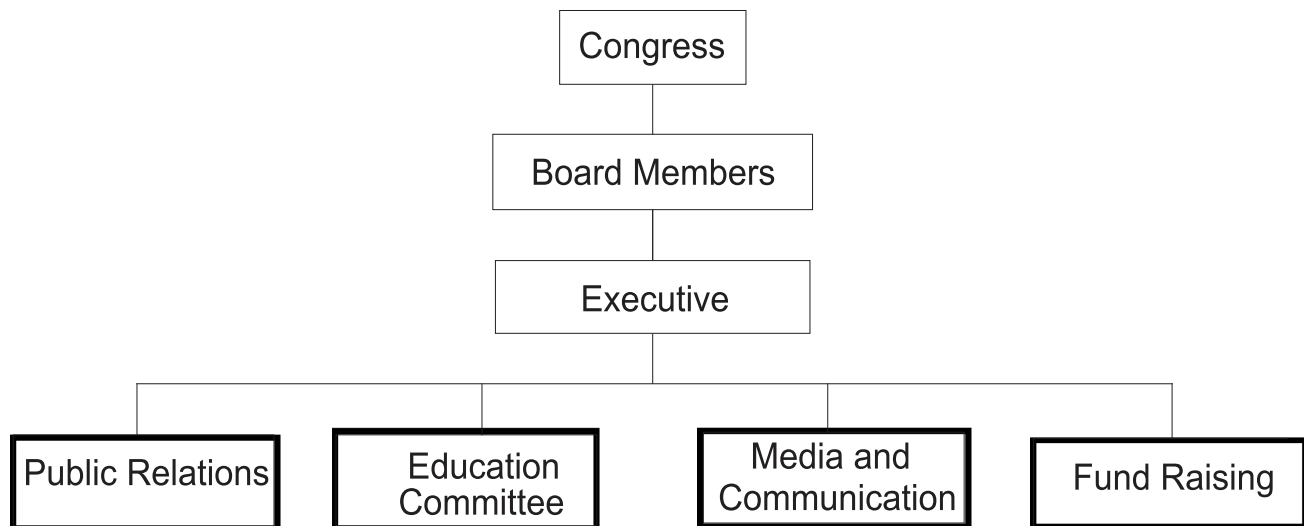 Congress
Board Members
Executive
Public Relations
Education
Committee
Media and
Communication
Fund Raising